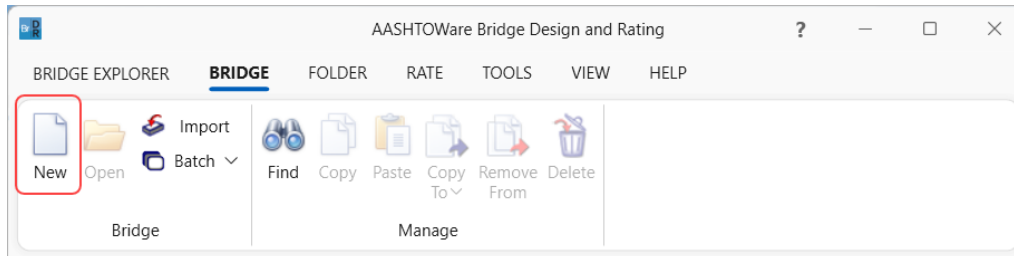 Br D R AASHTOWare Bridge Design and Rating ?
BRIDGE EXPLORER BRIDGE FOLDER RATE TOOLS VIEW HELP
Import
Batch
New Open Find Copy Paste Copy To Remove From Delete
Bridge Manage